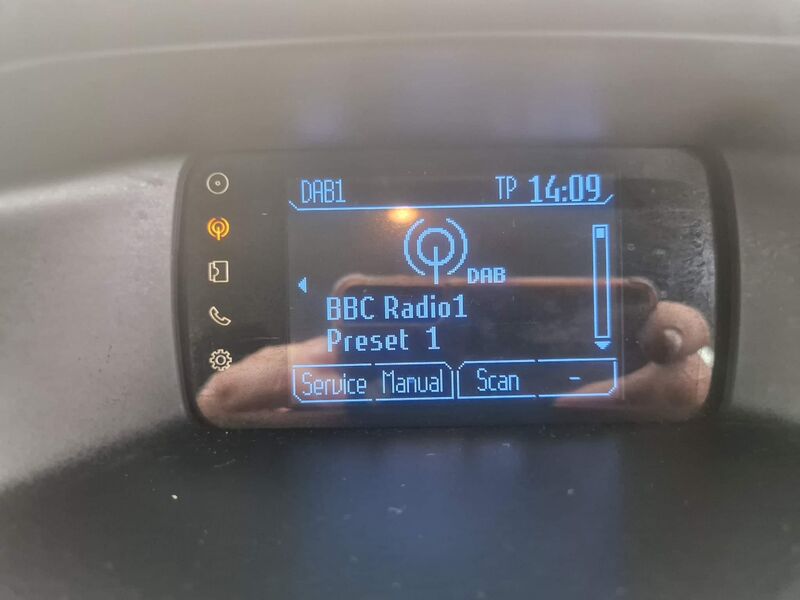 DAB1 TP 14:09
DAB
BBC Radio1
Preset 1
Service Manual Scan -